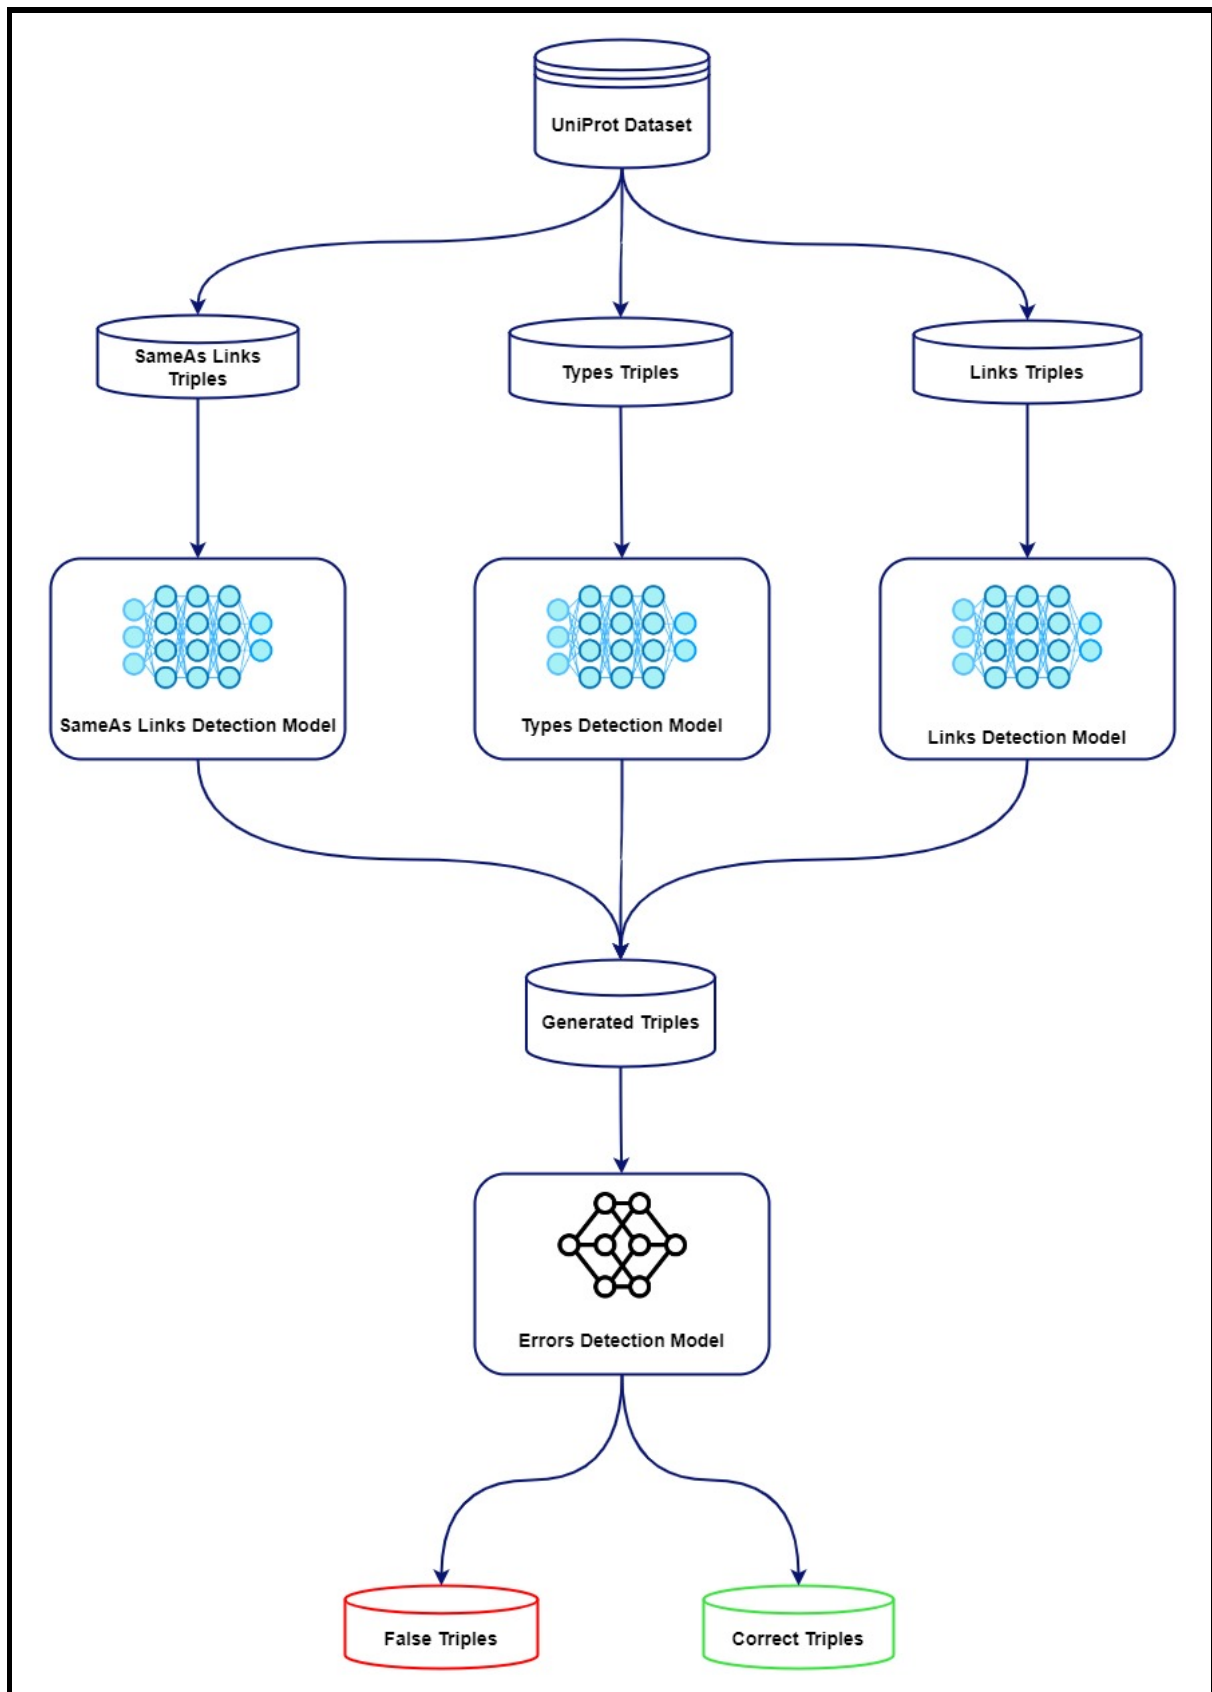 UniProt Dataset
SameAs Links
Triples
Types Triples
Links Triples
SameAs Links Detection Model
Types Detection Model
Links Detection Model
Generated Triples
Errors Detection Model
False Triples
Correct Triples